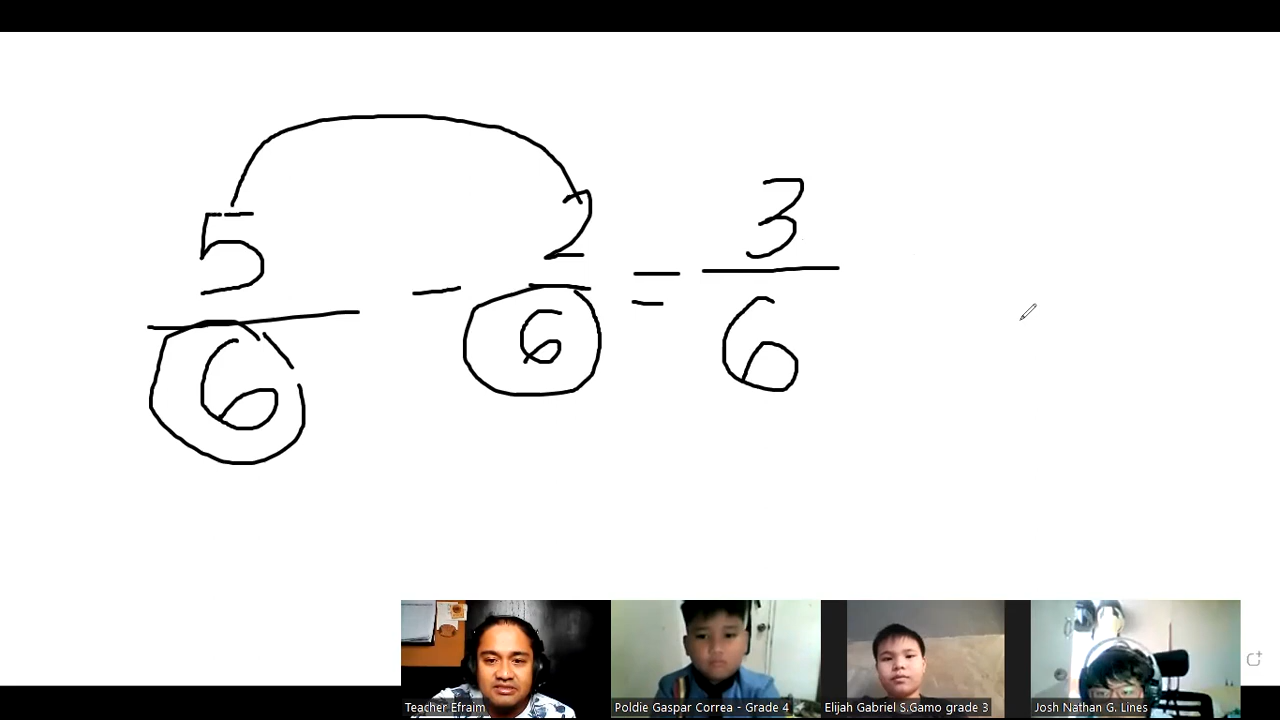 5/6 - 2/6 = 3/6
Teacher Efraim
Poldie Gaspar Correa - Grade 4
Elijah Gabriel S.Gamo grade 3
Josh Nathan G. Lines